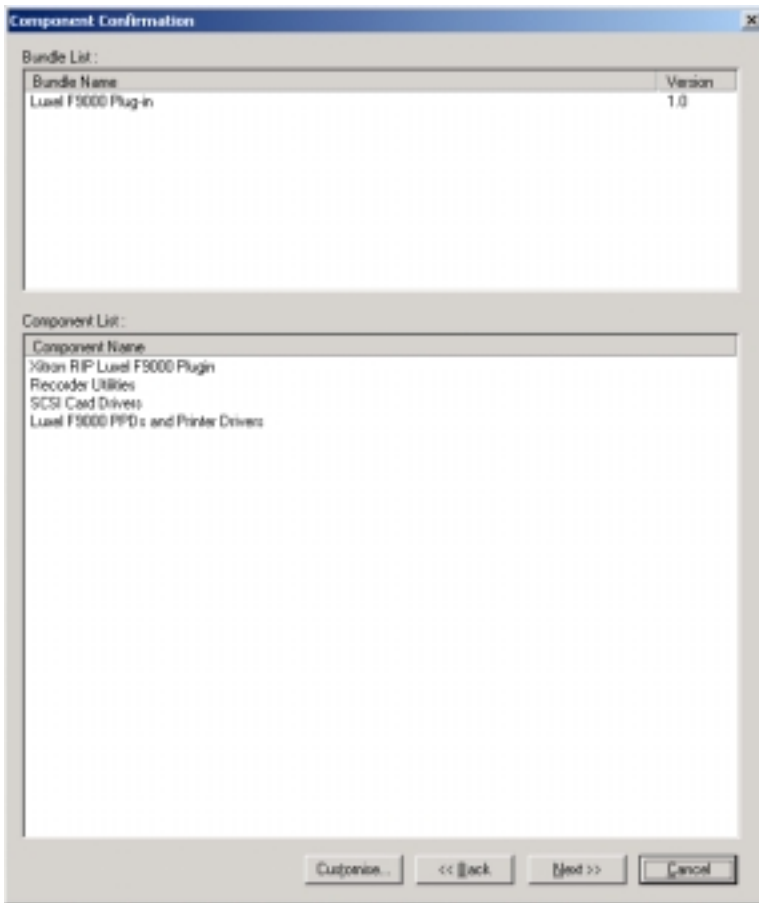 Component Confirmation
Bundle List :
Bundle Name Version
Luxel F9000 Plug-in 1.0
Component List :
Component Name
Xitron RIP Luxel F9000 Plugin
Recorder Utilities
SCSI Card Drivers
Luxel F9000 PPDs and Printer Drivers
Customise... << Back Next >> Cancel